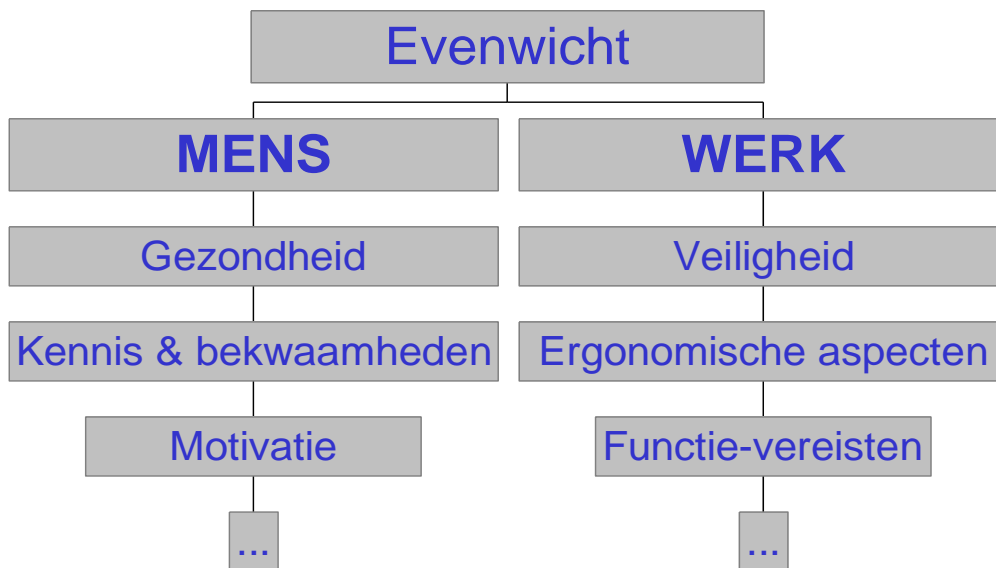 Evenwicht
MENS
WERK
Gezondheid
Veiligheid
Kennis & bekwaamheden
Ergonomische aspecten
Motivatie
Functie-vereisten
...
...